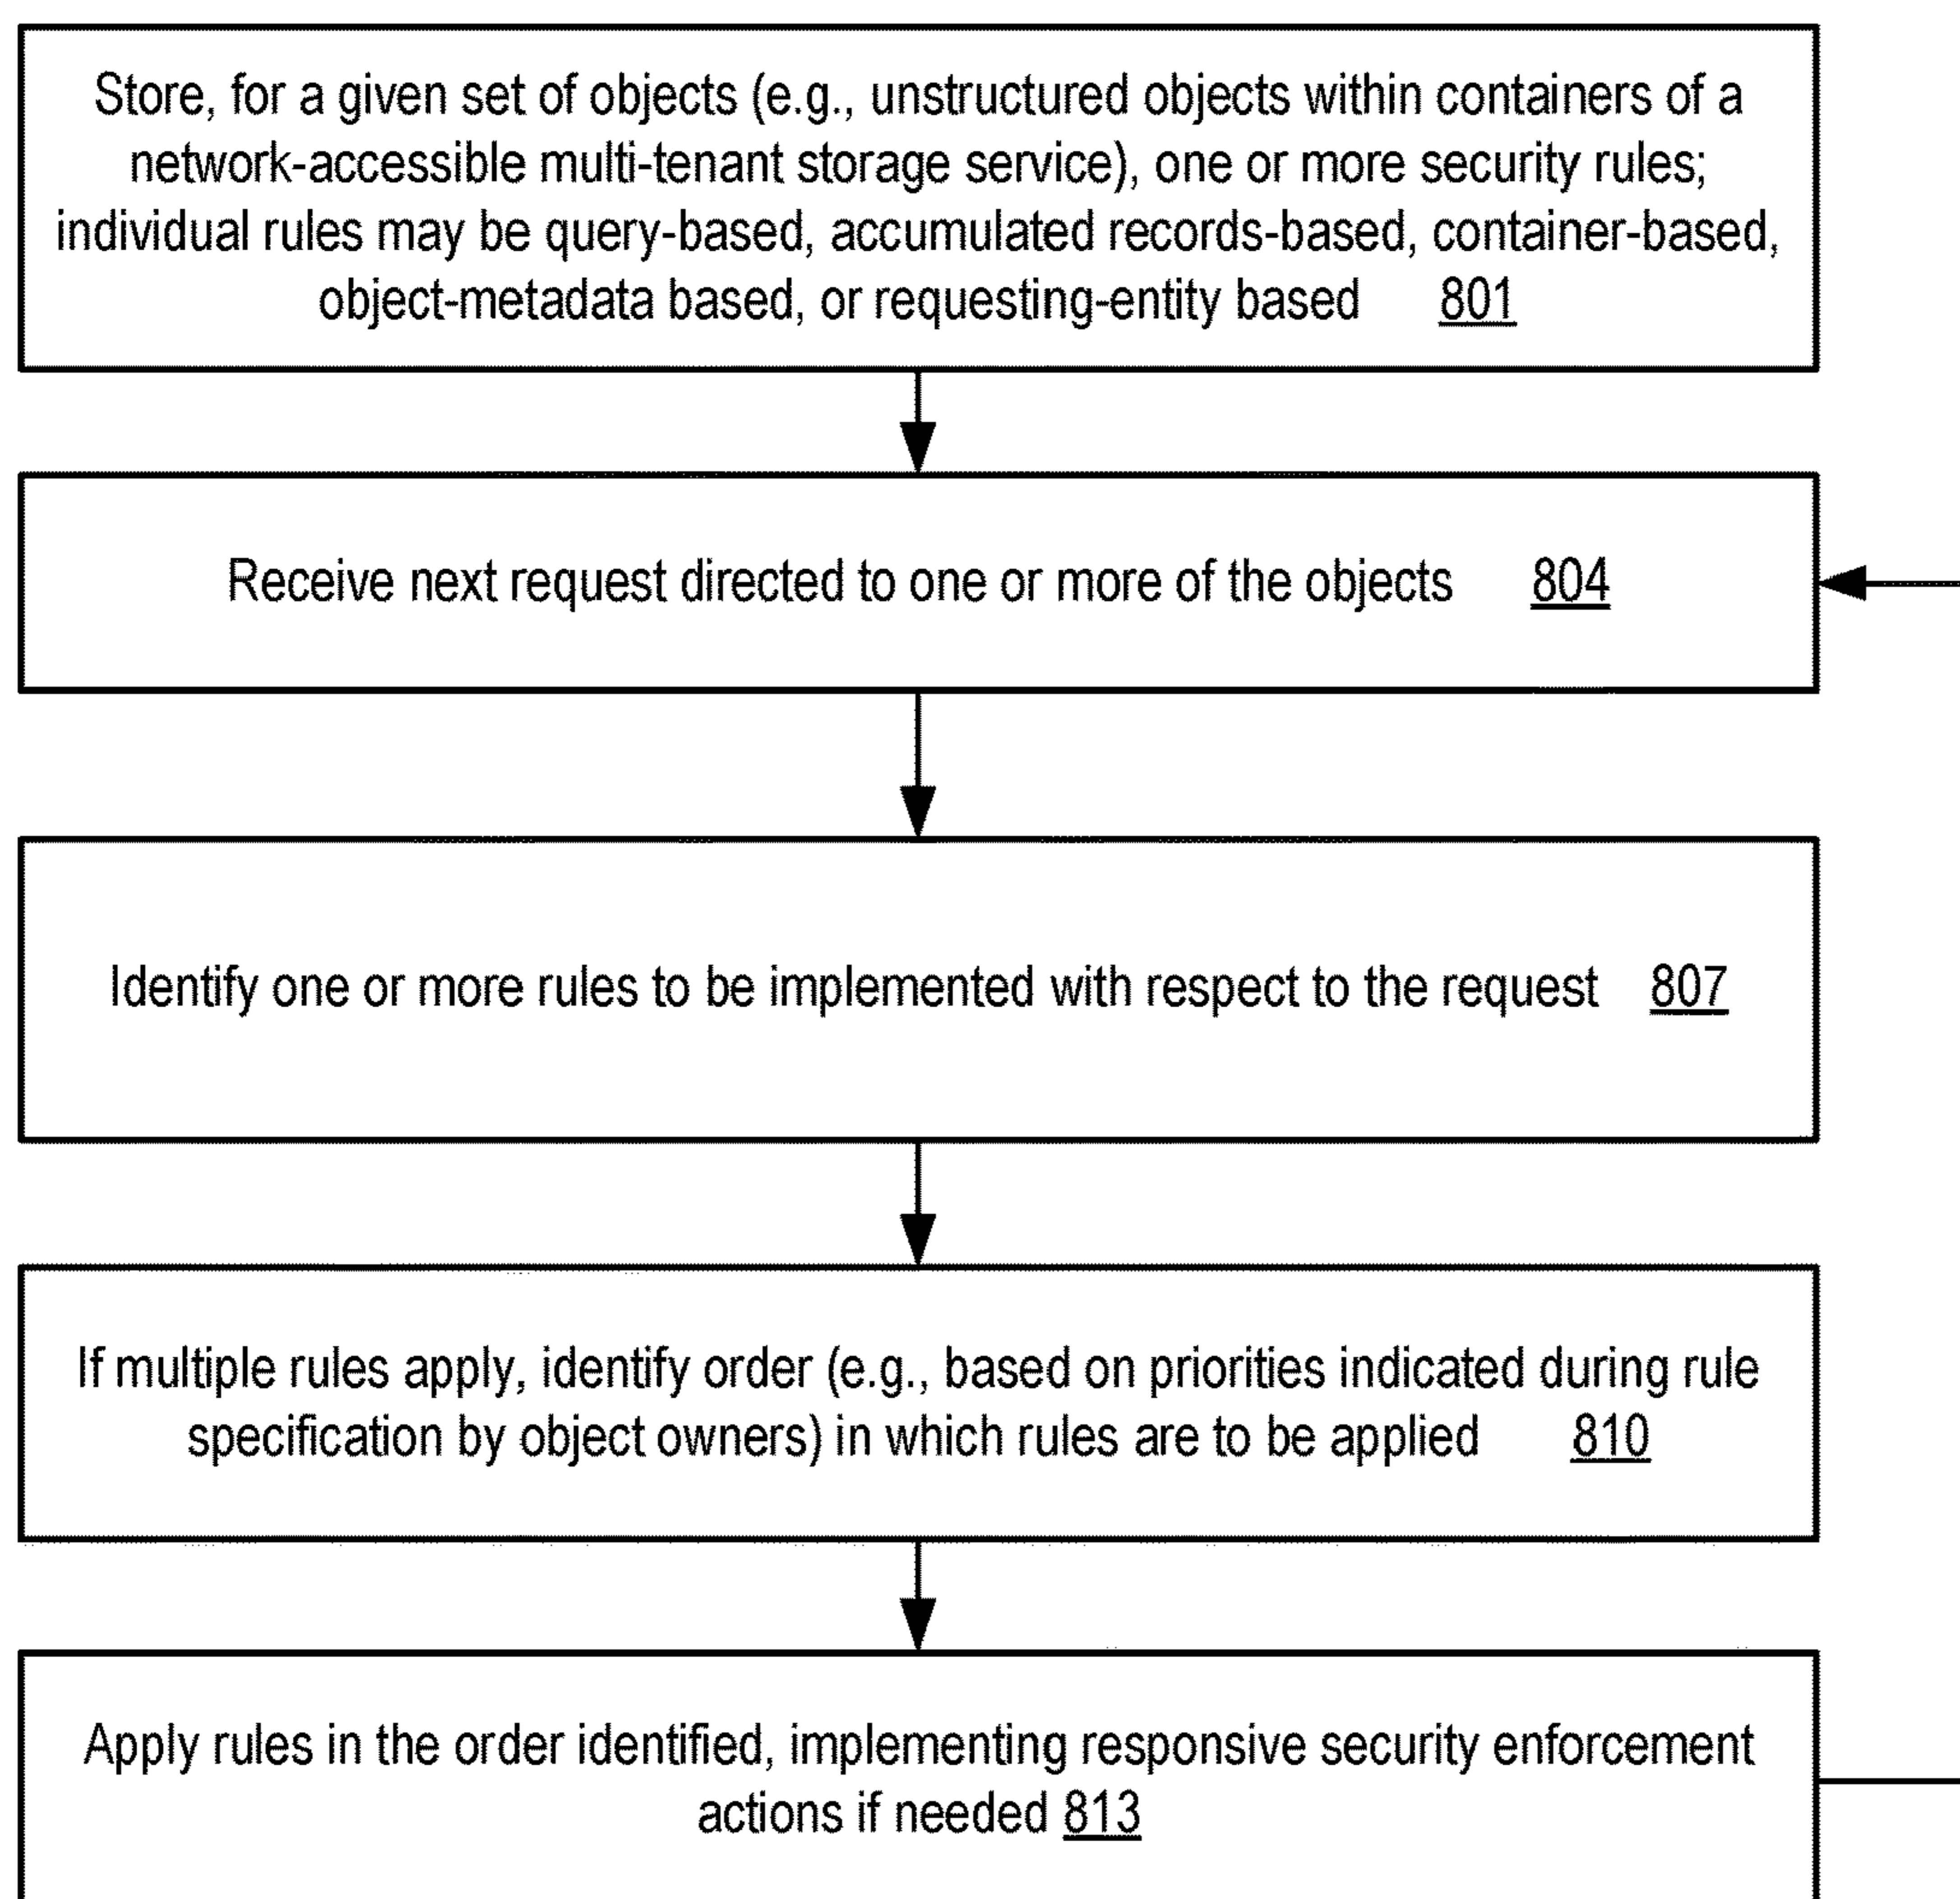 Store, for a given set of objects (e.g., unstructured objects within containers of a
network-accessible multi-tenant storage service), one or more security rules;
individual rules may be query-based, accumulated records-based, container-based,
object-metadata based, or requesting-entity based 801
Receive next request directed to one or more of the objects 804
Identify one or more rules to be implemented with respect to the request 807
If multiple rules apply, identify order (e.g., based on priorities indicated during rule
specification by object owners) in which rules are to be applied 810
Apply rules in the order identified, implementing responsive security enforcement
actions if needed 813